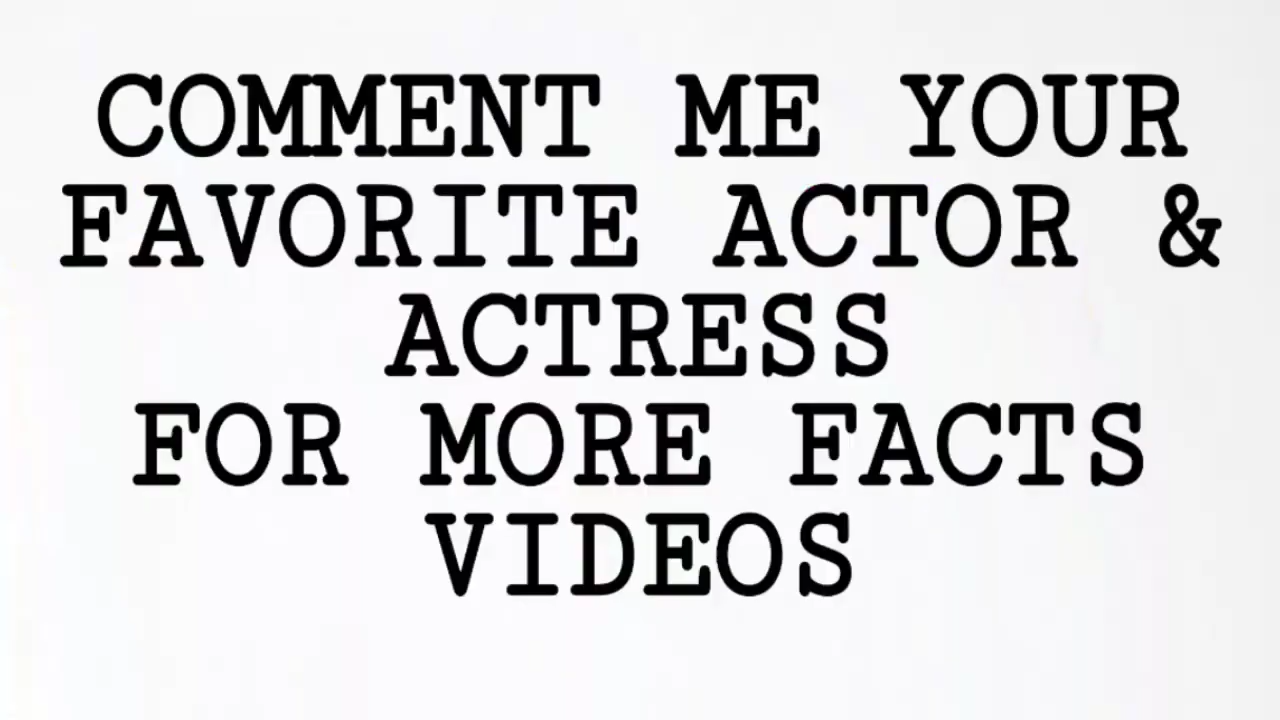 COMMENT ME YOUR
FAVORITE ACTOR &
ACTRESS
FOR MORE FACTS
VIDEOS